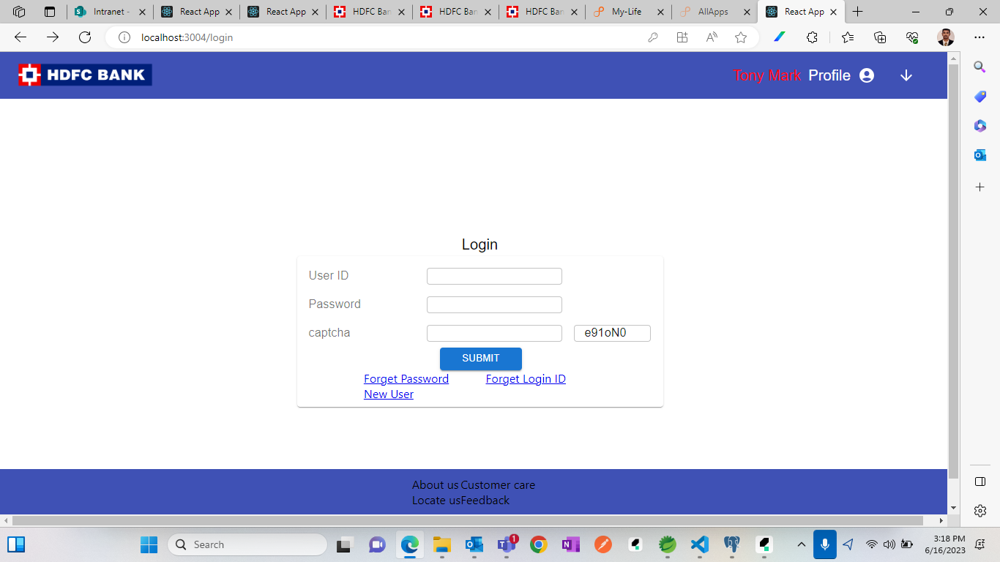 Intranet -
React App
React App
HDFC Ban
HDFC Ban
HDFC Ban
My-Life
AllApps
React App
localhost:3004/login
HDFC BANK
Tony Mark Profile
Login
User ID
Password
captcha
e91oN0
SUBMIT
Forget Password Forget Login ID
New User
About us Customer care
Locate usFeedback
Search
1
3:18 PM
6/16/2023